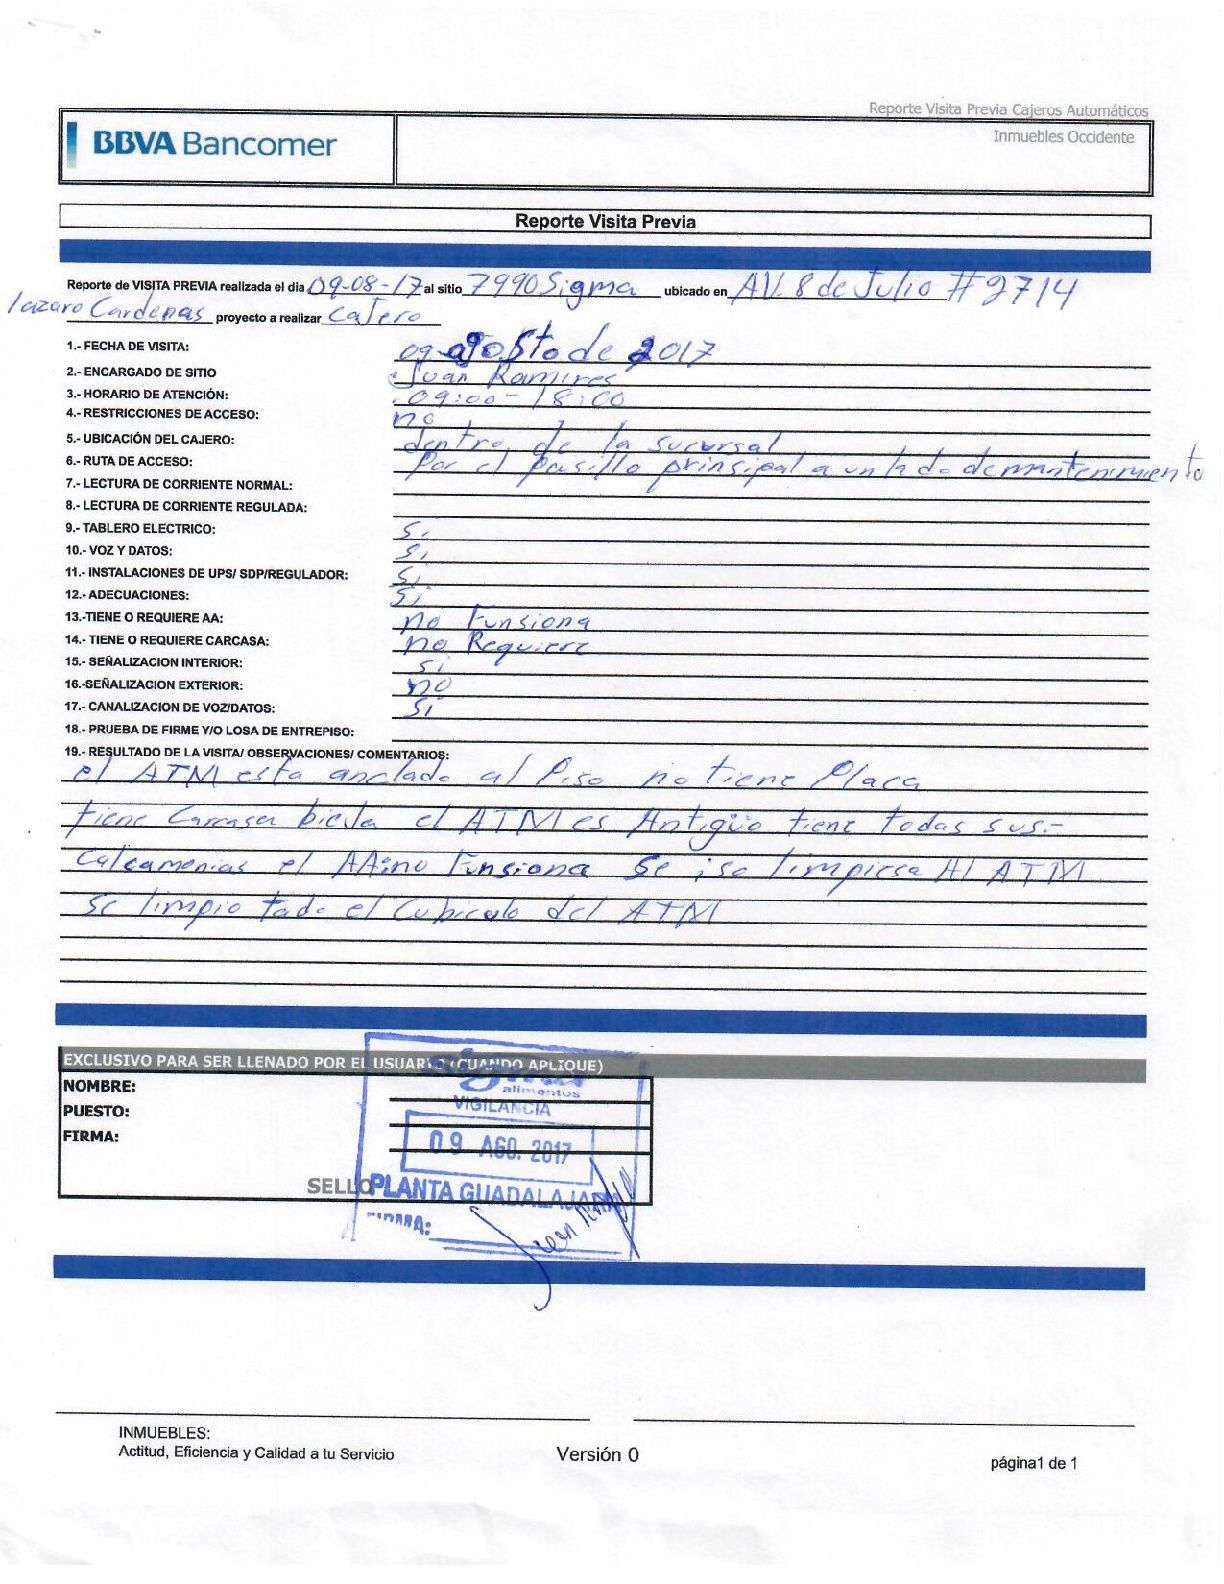 Reporte Visita Previa Cajeros Automáticos
BBVA Bancomer
Inmuebles Occidente
Reporte Visita Previa
Reporte de VISITA PREVIA realizada el dia 09-08-17 al sitio 7990 Sigma ubicado en AV. 8 de Julio #2714
lazaro Cardenas proyecto a realizar Cajero
1.- FECHA DE VISITA: 09 agosto de 2017
2.- ENCARGADO DE SITIO Juan Ramires
3.- HORARIO DE ATENCIÓN: 09:00-18:00
4.- RESTRICCIONES DE ACCESO: no
5.- UBICACIÓN DEL CAJERO: dentro de la sucursal
6.- RUTA DE ACCESO: Por el pasillo prinsipal a un lado de mantenimiento
7.- LECTURA DE CORRIENTE NORMAL:
8.- LECTURA DE CORRIENTE REGULADA:
9.- TABLERO ELECTRICO: Si
10.- VOZ Y DATOS: Si
11.- INSTALACIONES DE UPS/ SDP/REGULADOR: Si
12.- ADECUACIONES: Si
13.-TIENE O REQUIERE AA: no Funsiona
14.- TIENE O REQUIERE CARCASA: no Requiere
15.- SEÑALIZACION INTERIOR: si
16.-SEÑALIZACION EXTERIOR: no
17.- CANALIZACION DE VOZ/DATOS: Si
18.- PRUEBA DE FIRME Y/O LOSA DE ENTREPISO:
19.- RESULTADO DE LA VISITA/ OBSERVACIONES/ COMENTARIOS:
el ATM esta anclado al Piso no tiene Placa
tiene el ATM es Antigüo tiene todas sus-
Calcamonias el AA:no Funsiona Se iso limpiesa Al ATM
Se limpio todo el Cubiculo del ATM
EXCLUSIVO PARA SER LLENADO POR EL USUARIO (CUANDO APLIQUE)
sigma
alimentos
NOMBRE:
VIGILANCIA
PUESTO:
FIRMA:
09 AGO. 2017
SELLO
PLANTA GUADALAJARA
FIRMA:
INMUEBLES:
Actitud, Eficiencia y Calidad a tu Servicio
Versión 0
página1 de 1